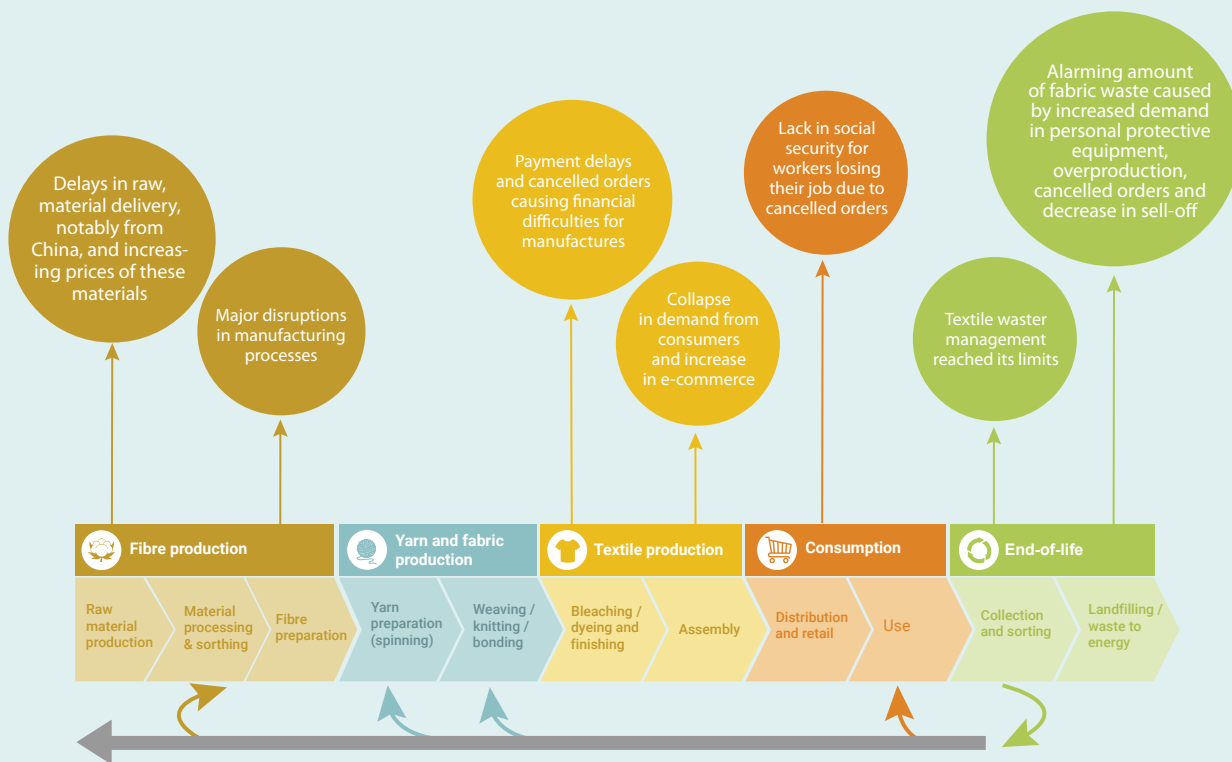 Delays in raw,
material delivery,
notably from
China, and increas-
ing prices of these
materials
Major disruptions
in manufacturing
processes
Payment delays
and cancelled orders
causing financial
difficulties for
manufactures
Collapse
in demand from
consumers
and increase
in e-commerce
Lack in social
security for
workers losing
their job due to
cancelled orders
Textile waster
management
reached its limits
Alarming amount
of fabric waste caused
by increased demand
in personal protective
equipment,
overproduction,
cancelled orders and
decrease in sell-off
Fibre production
Yarn and fabric
production
Textile production
Consumption
End-of-life
Raw
material
production
Material
processing
& sorthing
Fibre
preparation
Yarn
preparation
(spinning)
Weaving /
knitting /
bonding
Bleaching /
dyeing and
finishing
Assembly
Distribution
and retail
Use
Collection
and sorting
Landfilling /
waste to
energy